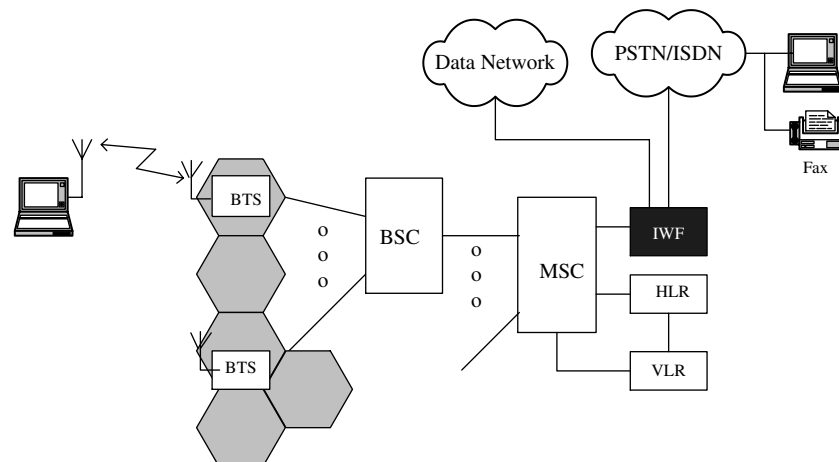 Data Network
PSTN/ISDN
Fax
BTS
BSC
MSC
IWF
HLR
VLR
BTS
o
o
o
o
o
o